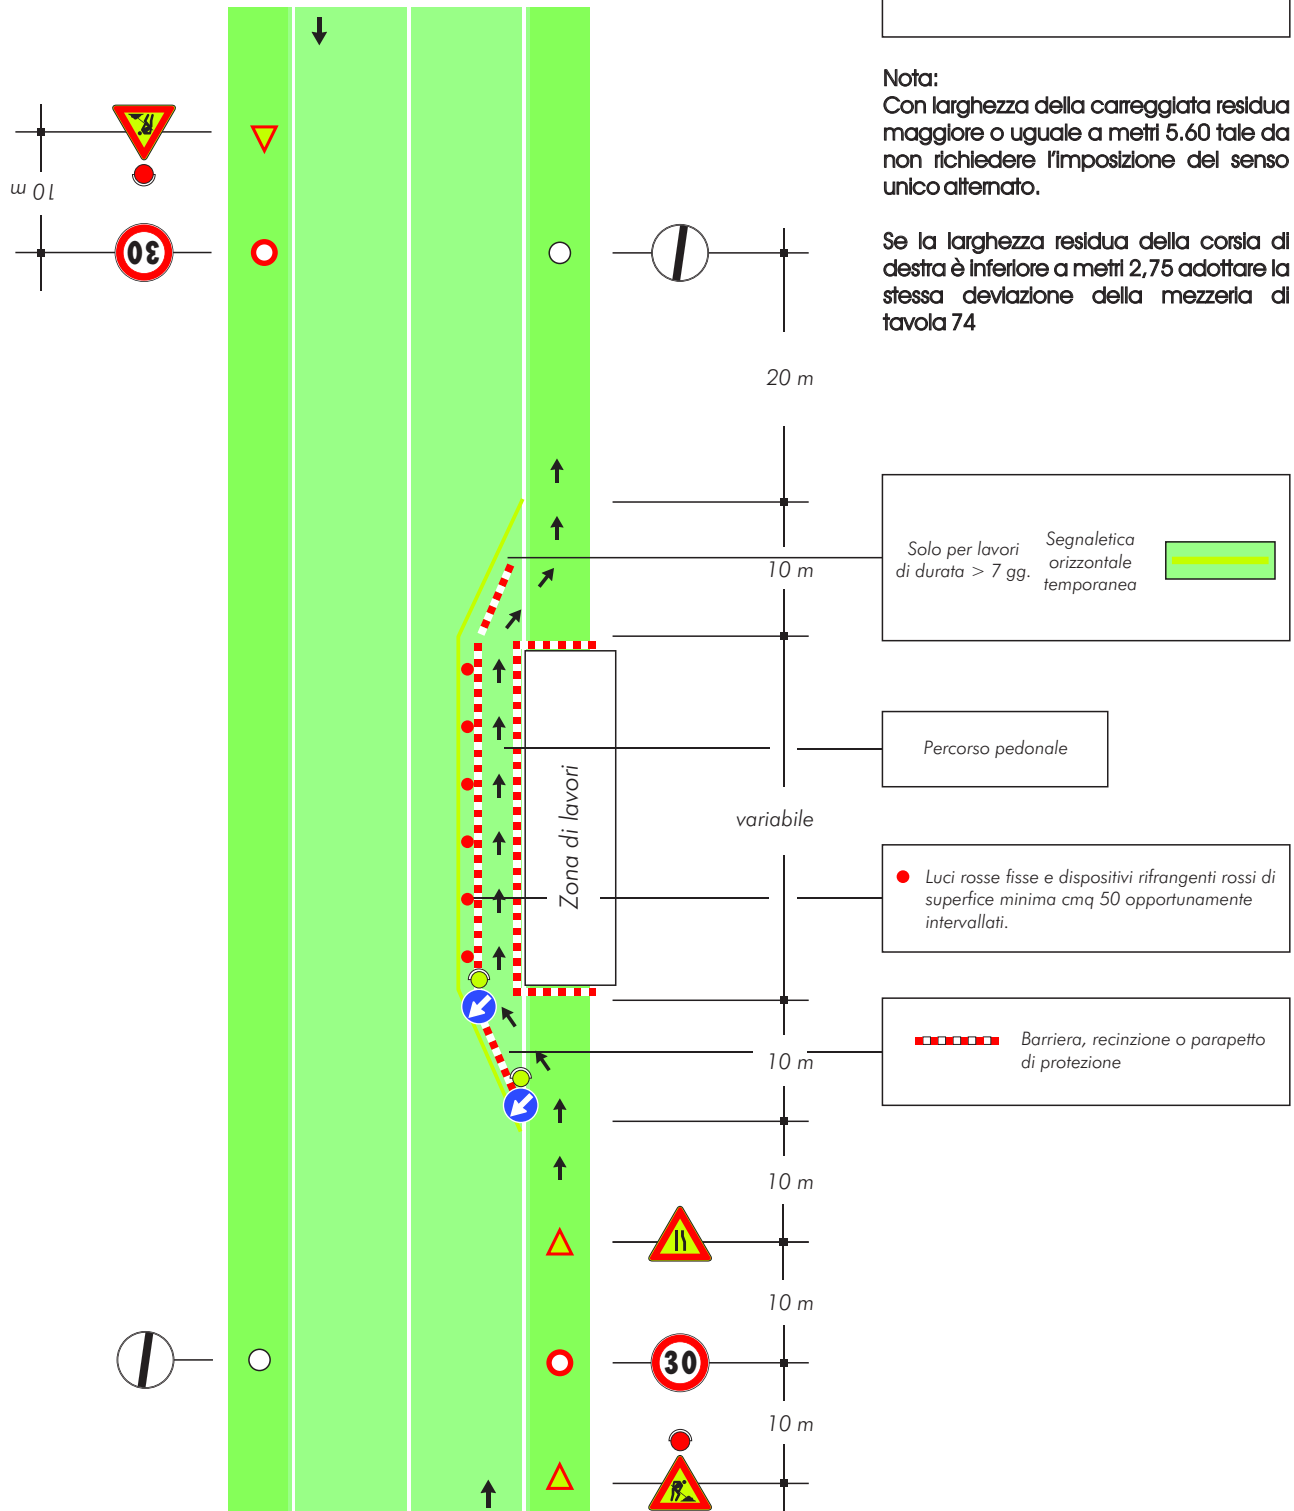 Nota:
Con larghezza della carreggiata residua
maggiore o uguale a metri 5.60 tale da
non richiedere l'imposizione del senso
unico alternato.
Se la larghezza residua della corsia di
destra è inferiore a metri 2,75 adottare la
stessa deviazione della mezzeria di
tavola 74
10 m
30
20 m
10 m
Solo per lavori
di durata > 7 gg.
Segnaletica
orizzontale
temporanea
Percorso pedonale
Zona di lavori
variabile
Luci rosse fisse e dispositivi rifrangenti rossi di
superfice minima cmq 50 opportunamente
intervallati.
Barriera, recinzione o parapetto
di protezione
10 m
10 m
10 m
30
10 m